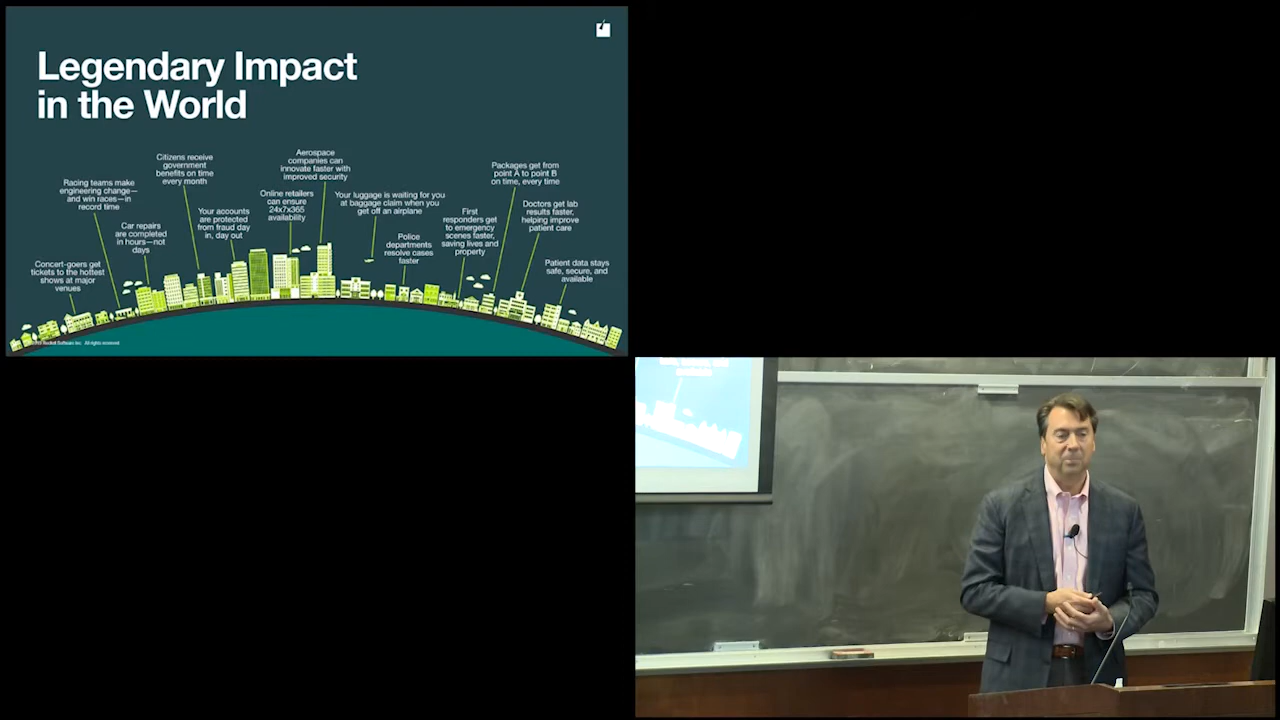 Legendary Impact
in the World
Concert-goers get
tickets to the hottest
shows at major
venues
Racing teams make
engineering change—
and win races—in
record time
Car repairs
are completed
in hours—not
days
Citizens receive
government
benefits on time
every month
Your accounts
are protected
from fraud day
in, day out
Online retailers
can ensure
24x7x365
availability
Aerospace
companies can
innovate faster with
improved security
Your luggage is waiting for you
at baggage claim when you
get off an airplane
Police
departments
resolve cases
faster
First
responders get
to emergency
scenes faster,
saving lives and
property
Packages get from
point A to point B
on time, every time
Doctors get lab
results faster,
helping improve
patient care
Patient data stays
safe, secure, and
available
Rocket Software Inc. All rights reserved.